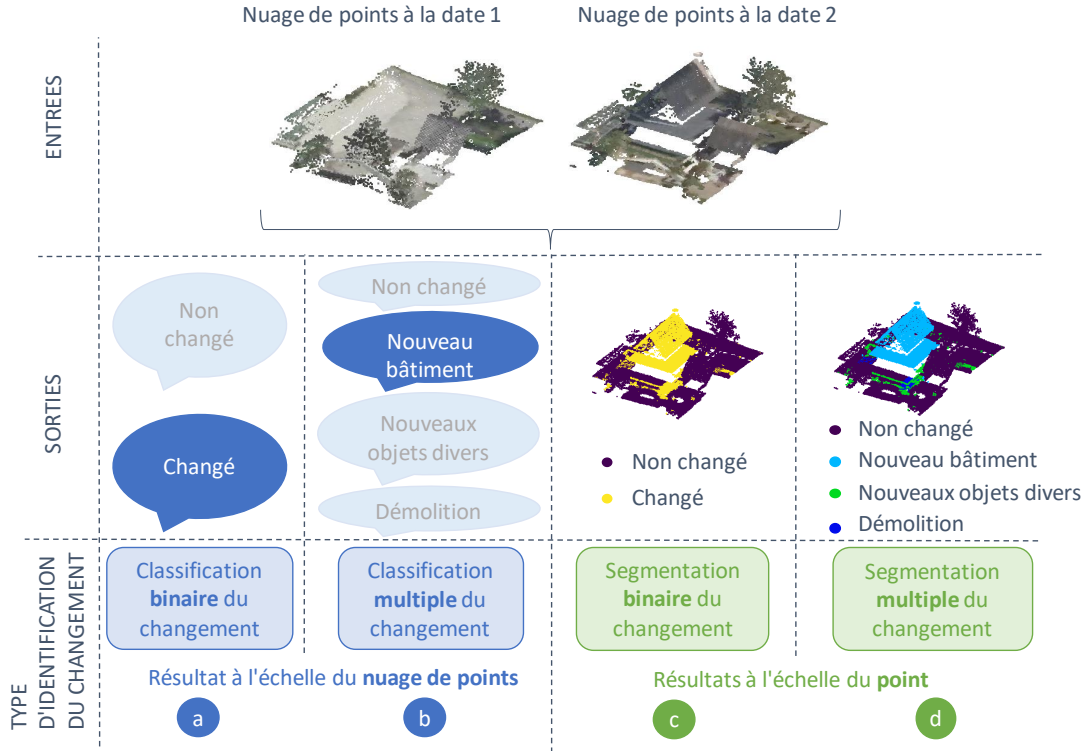 Nuage de points à la date 1
Nuage de points à la date 2
ENTREES
SORTIES
Non
changé
Changé
Non changé
Nouveau
bâtiment
Nouveaux
objets divers
Démolition
Non changé
Changé
Non changé
Nouveau bâtiment
Nouveaux objets divers
Démolition
TYPE
D'IDENTIFICATION
DU CHANGEMENT
Classification
binaire du
changement
Classification
multiple du
changement
Segmentation
binaire du
changement
Segmentation
multiple du
changement
Résultat à l'échelle du nuage de points
Résultats à l'échelle du point
a
b
c
d